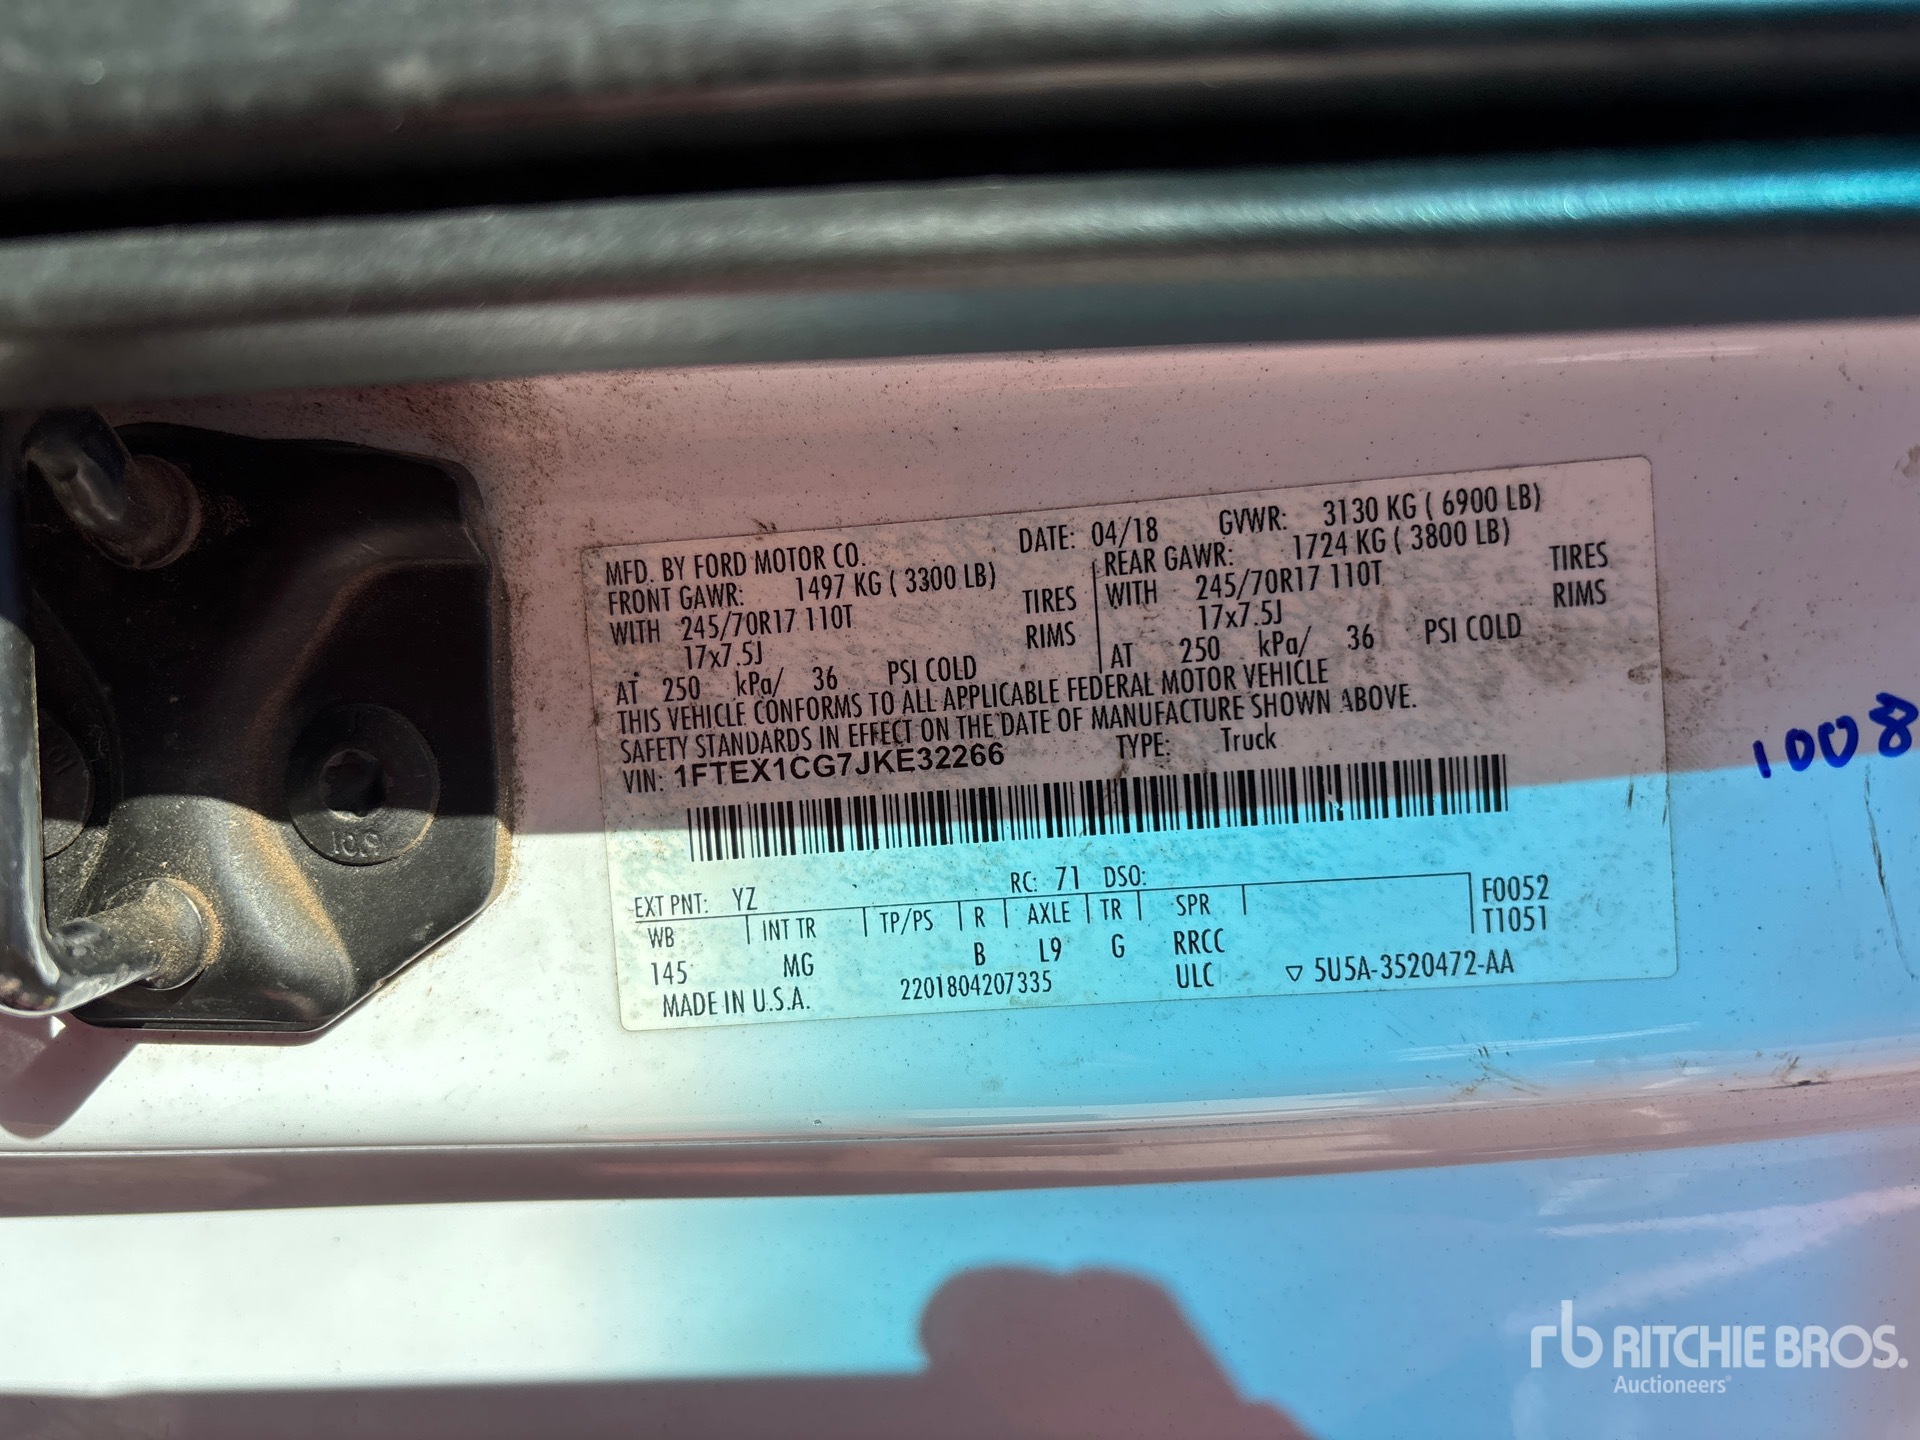 MFD. BY FORD MOTOR CO. DATE: 04/18 GVWR: 3130 KG ( 6900 LB)
FRONT GAWR: 1497 KG ( 3300 LB) REAR GAWR: 1724 KG ( 3800 LB)
WITH 245/70R17 110T TIRES WITH 245/70R17 110T TIRES
17x7.5J RIMS 17x7.5J RIMS
AT 250 kPa/ 36 PSI COLD AT 250 kPa/ 36 PSI COLD
THIS VEHICLE CONFORMS TO ALL APPLICABLE FEDERAL MOTOR VEHICLE
SAFETY STANDARDS IN EFFECT ON THE DATE OF MANUFACTURE SHOWN ABOVE.
VIN: 1FTEX1CG7JKE32266 TYPE: Truck
EXT PNT: YZ RC: 71 DSO: F0052
WB INT TR TP/PS R AXLE TR SPR T1051
145 MG B L9 G RRCC
MADE IN U.S.A. 2201804207335 ULC ▽ 5U5A-3520472-AA
1008
10.9
rb RITCHIE BROS.
Auctioneers